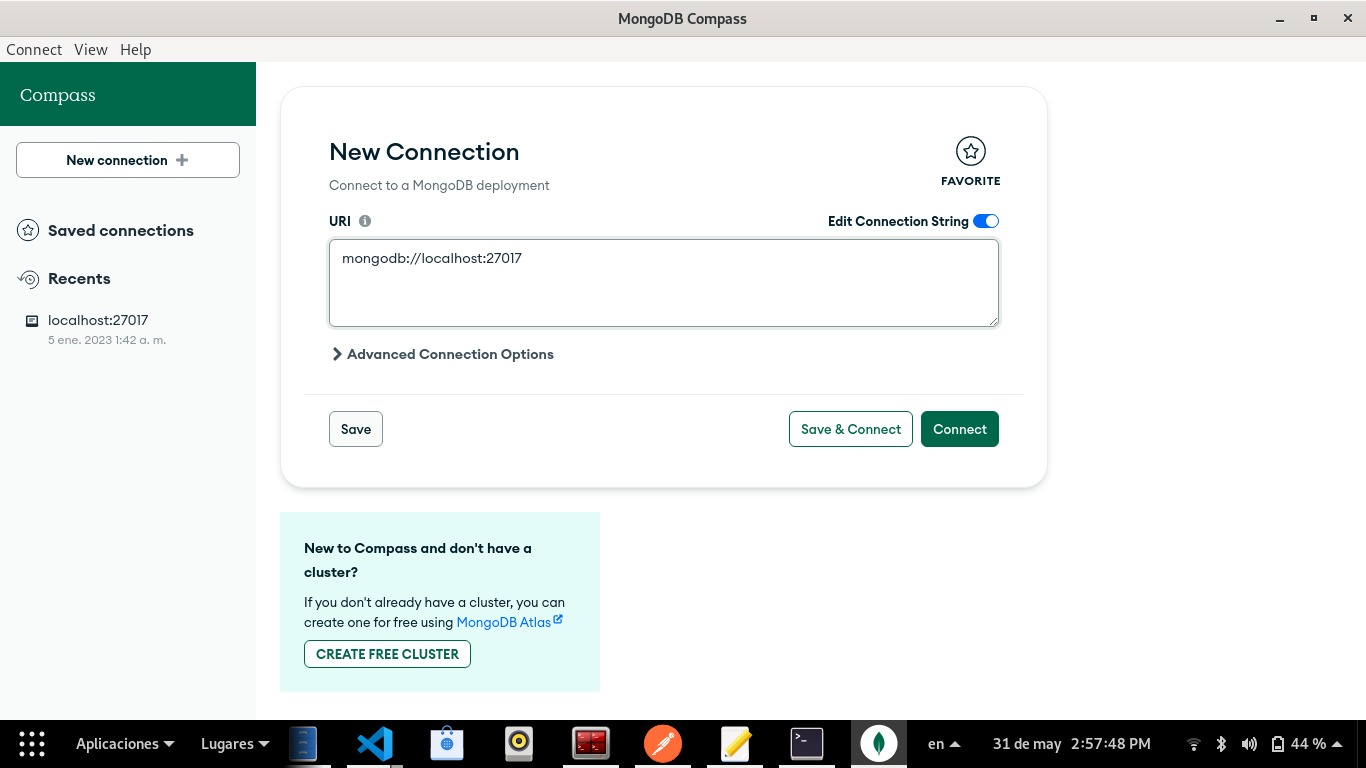 MongoDB Compass
Connect View Help
Compass
New connection
Saved connections
Recents
localhost:27017
5 ene. 2023 1:42 a. m.
New Connection
Connect to a MongoDB deployment
FAVORITE
URI
Edit Connection String
mongodb://localhost:27017
Advanced Connection Options
Save
Save & Connect
Connect
New to Compass and don't have a
cluster?
If you don't already have a cluster, you can
create one for free using MongoDB Atlas
CREATE FREE CLUSTER
Aplicaciones Lugares en 31 de may 2:57:48 PM 44 %